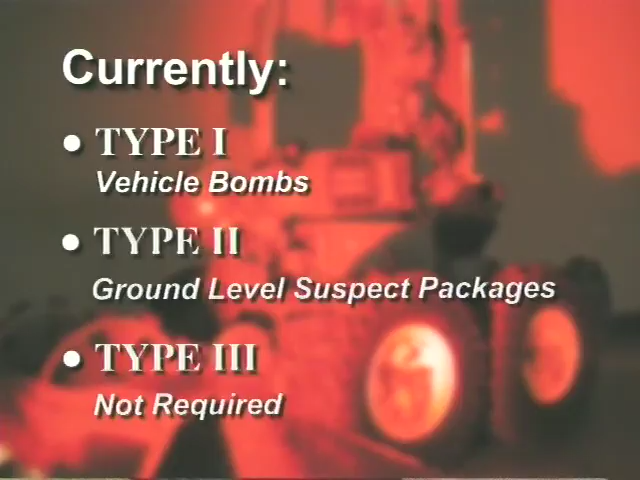 Currently:
• TYPE I
Vehicle Bombs
• TYPE II
Ground Level Suspect Packages
• TYPE III
Not Required